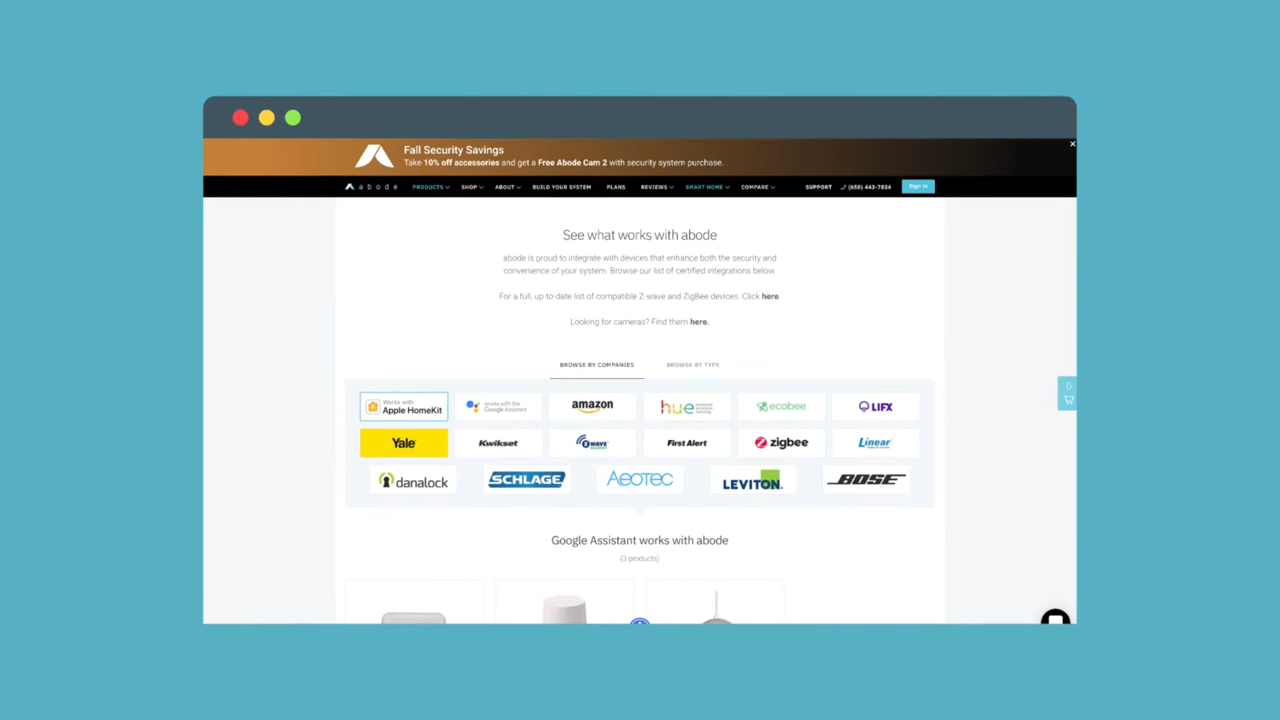 Fall Security Savings
Take 10% off accessories and get a Free Abode Cam 2 with security system purchase.
abode PRODUCTS SHOP ABOUT BUILD YOUR SYSTEM PLANS REVIEWS SMART HOME COMPARE SUPPORT (650) 443-7834 Sign In
See what works with abode
abode is proud to integrate with devices that enhance both the security and
convenience of your system. Browse our list of certified integrations below.
For a full, up-to-date list of compatible Z-wave and ZigBee devices. Click here
Looking for cameras? Find them here.
BROWSE BY COMPANIES BROWSE BY TYPE
0
Works with
Apple HomeKit
works with the
Google Assistant
amazon
hue
ecobee
LIFX
Yale
Kwikset
Z WAVE
First Alert
zigbee
Linear
danalock
SCHLAGE
AEOTEC
LEVITON
BOSE
Google Assistant works with abode
(3 products)